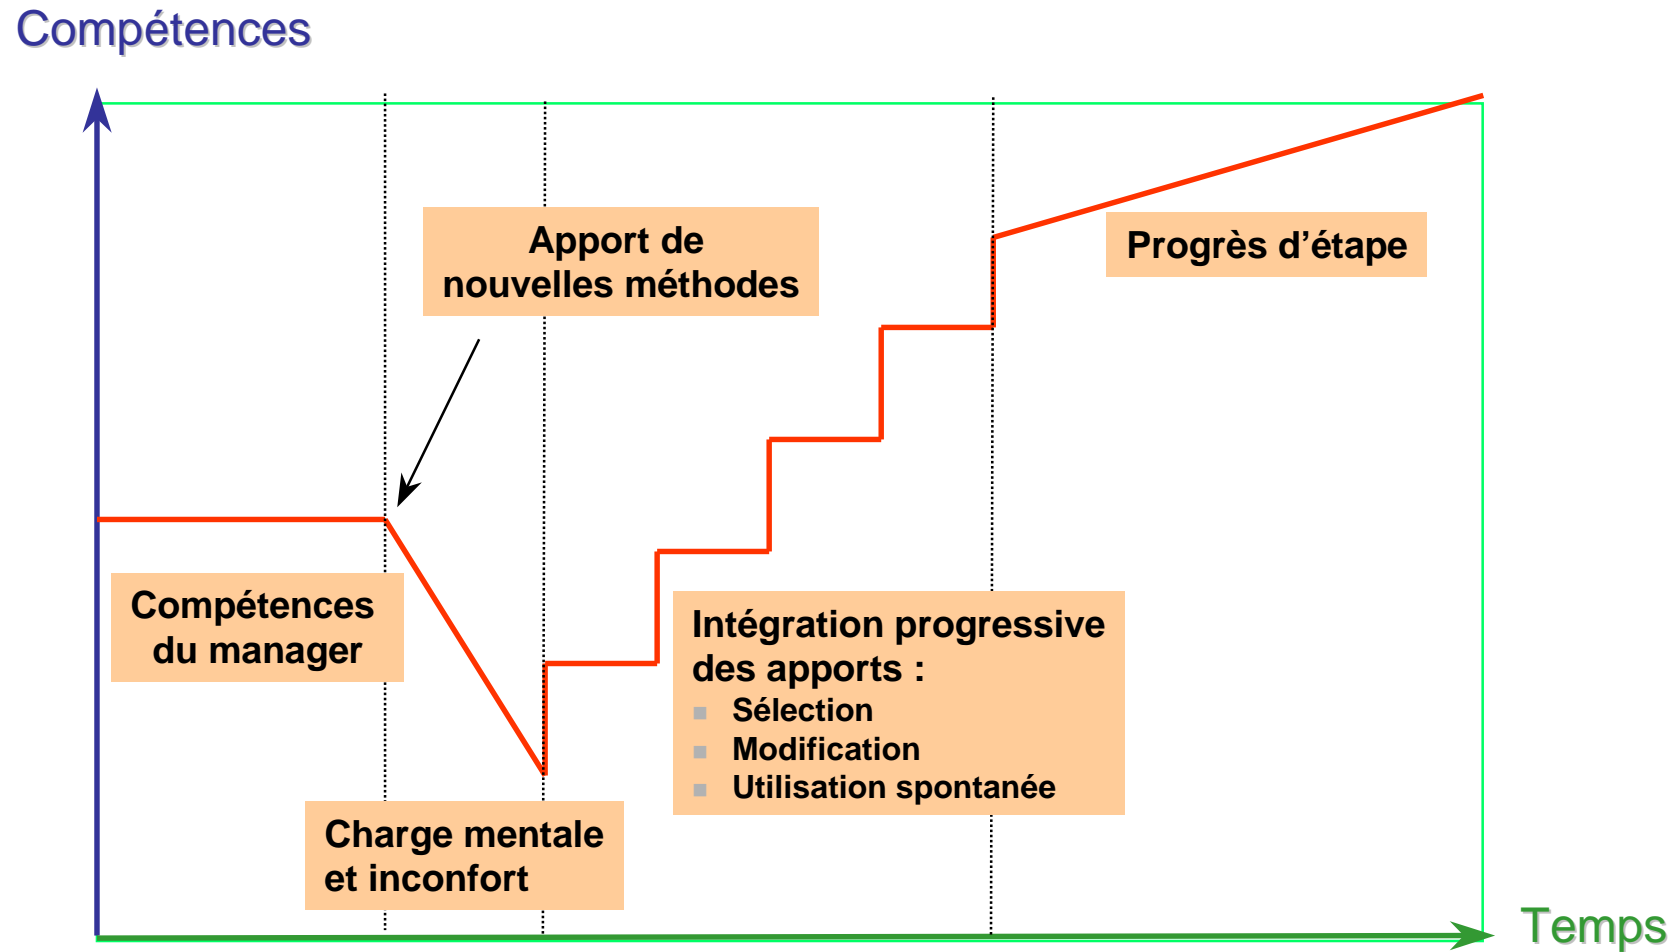 Compétences
Apport de
nouvelles méthodes
Progrès d’étape
Compétences
du manager
Intégration progressive
des apports :
Sélection
Modification
Utilisation spontanée
Charge mentale
et inconfort
Temps